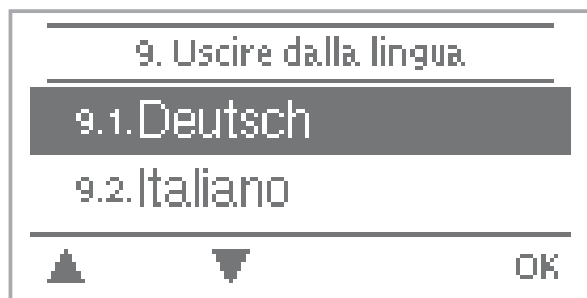 9. Uscire dalla lingua
9.1. Deutsch
9.2. Italiano
OK